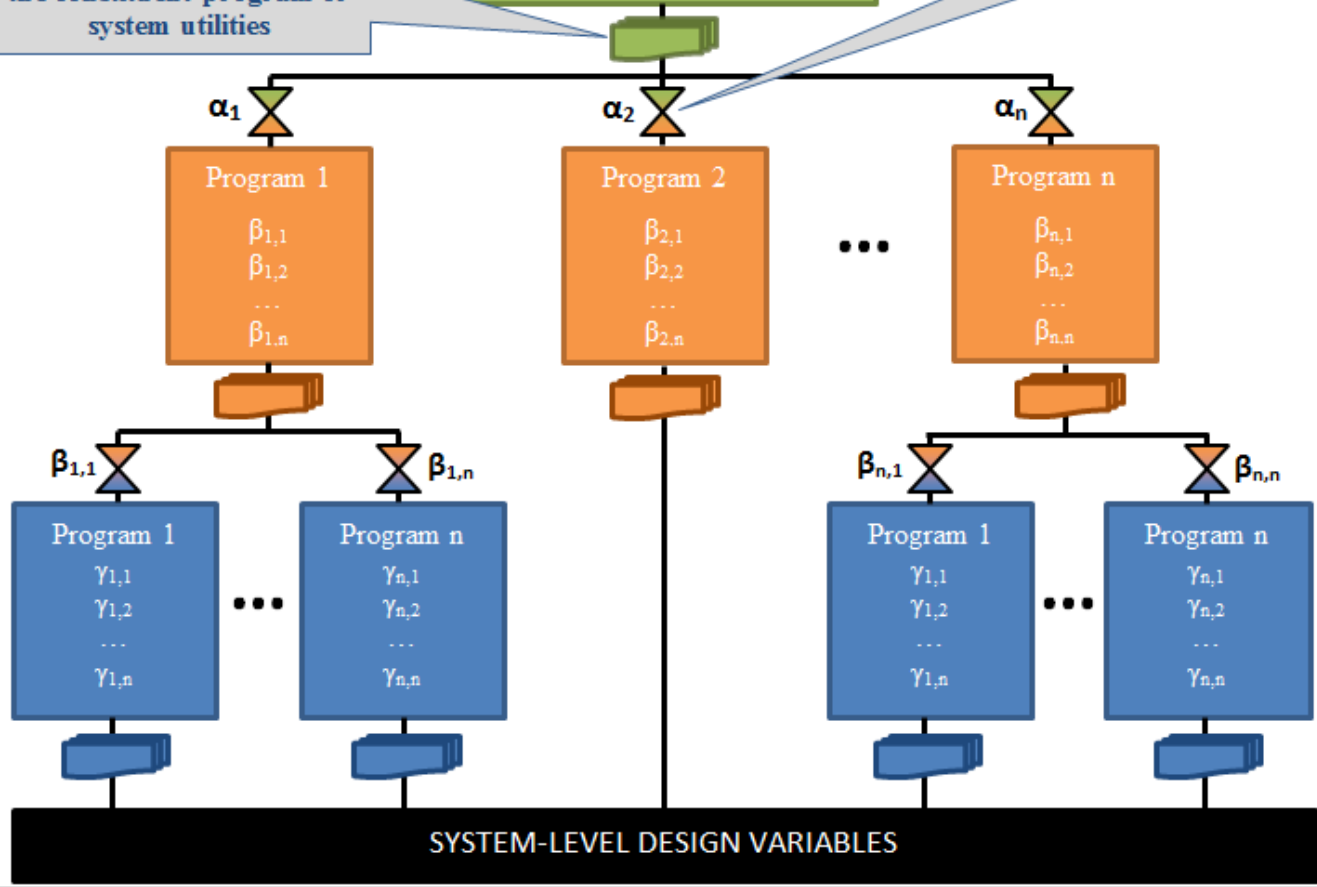 system utilities
α1
α2
αn
Program 1
β1,1
β1,2
...
β1,n
Program 2
β2,1
β2,2
...
β2,n
...
Program n
βn,1
βn,2
...
βn,n
β1,1
β1,n
βn,1
βn,n
Program 1
γ1,1
γ1,2
...
γ1,n
...
Program n
γn,1
γn,2
...
γn,n
Program 1
γ1,1
γ1,2
...
γ1,n
...
Program n
γn,1
γn,2
...
γn,n
SYSTEM-LEVEL DESIGN VARIABLES